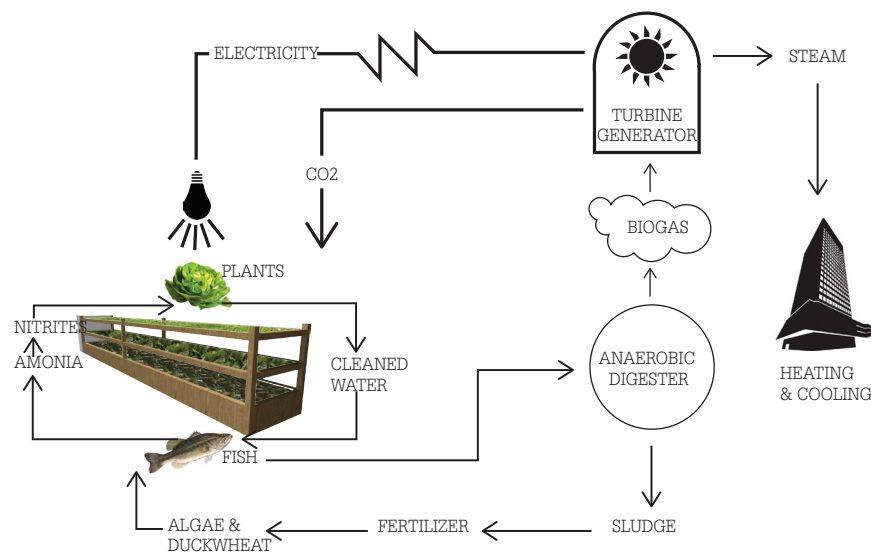 ELECTRICITY
STEAM
TURBINE
GENERATOR
CO2
BIOGAS
PLANTS
NITRITES
AMONIA
CLEANED
WATER
ANAEROBIC
DIGESTER
HEATING
& COOLING
FISH
ALGAE &
DUCKWHEAT
FERTILIZER
SLUDGE